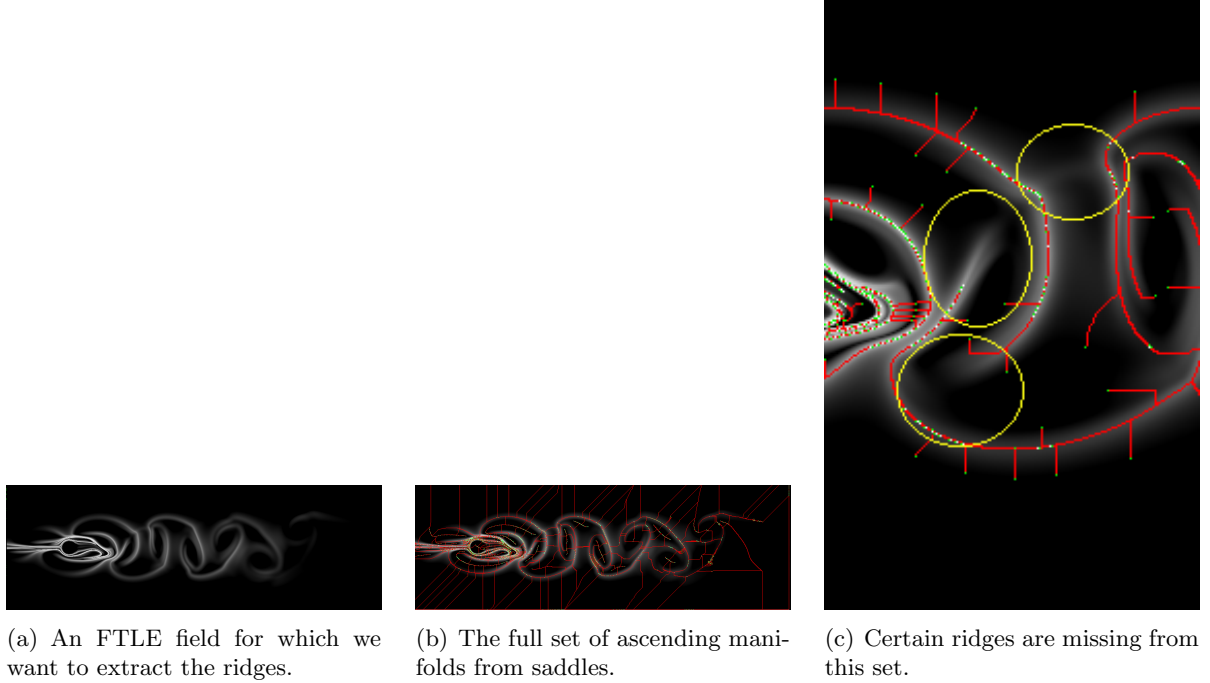 (a) An FTLE field for which we
want to extract the ridges.
(b) The full set of ascending mani-
folds from saddles.
(c) Certain ridges are missing from
this set.